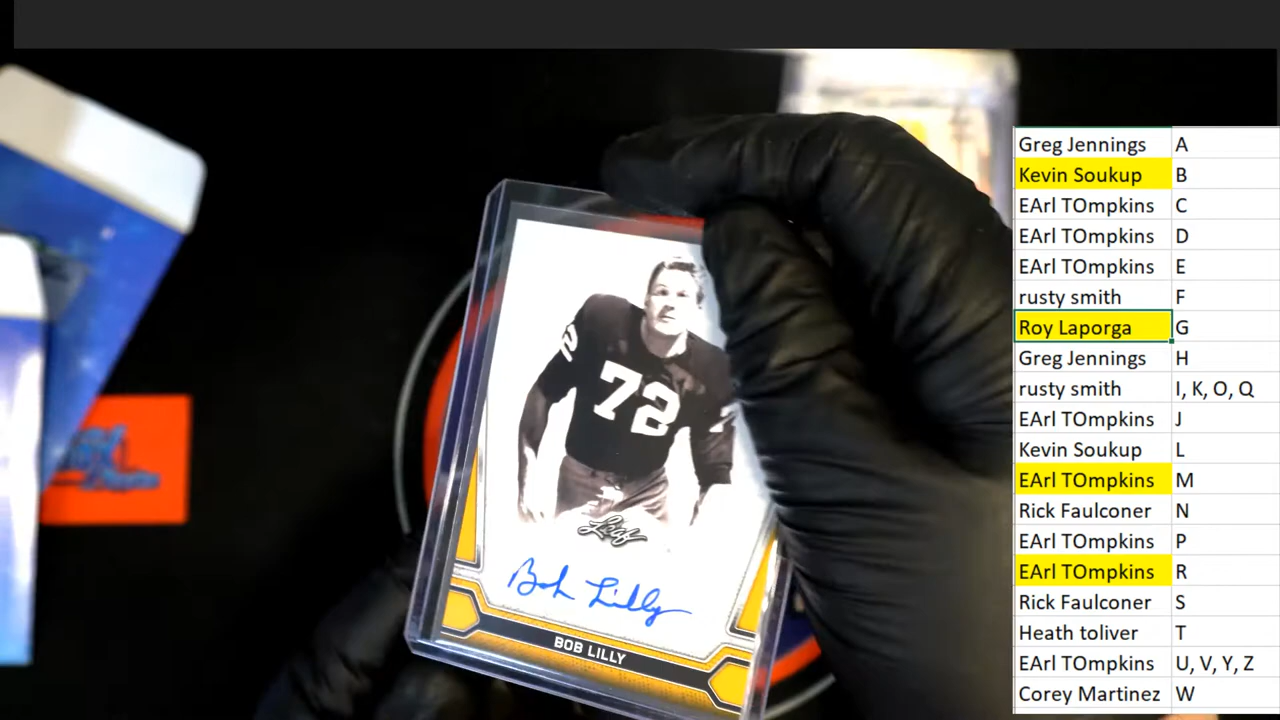 72
Leaf
Bob Lilly
BOB LILLY
Greg Jennings A
Kevin Soukup B
EArl TOmpkins C
EArl TOmpkins D
EArl TOmpkins E
rusty smith F
Roy Laporga G
Greg Jennings H
rusty smith I, K, O, Q
EArl TOmpkins J
Kevin Soukup L
EArl TOmpkins M
Rick Faulconer N
EArl TOmpkins P
EArl TOmpkins R
Rick Faulconer S
Heath toliver T
EArl TOmpkins U, V, Y, Z
Corey Martinez W